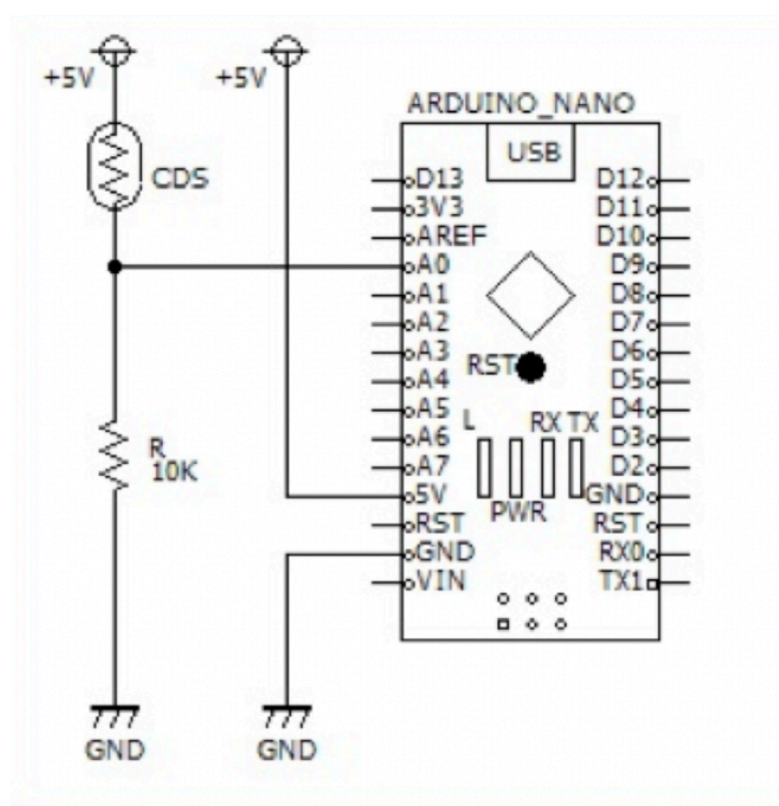 +5V
+5V
ARDUINO_NANO
USB
CDS
D13
D12
3V3
D11
AREF
D10
A0
D9
A1
D8
A2
D7
A3
D6
RST
A4
D5
A5
D4
L
RX TX
A6
D3
R
10K
A7
D2
5V
GND
PWR
RST
RST
GND
RX0
VIN
TX1
GND
GND